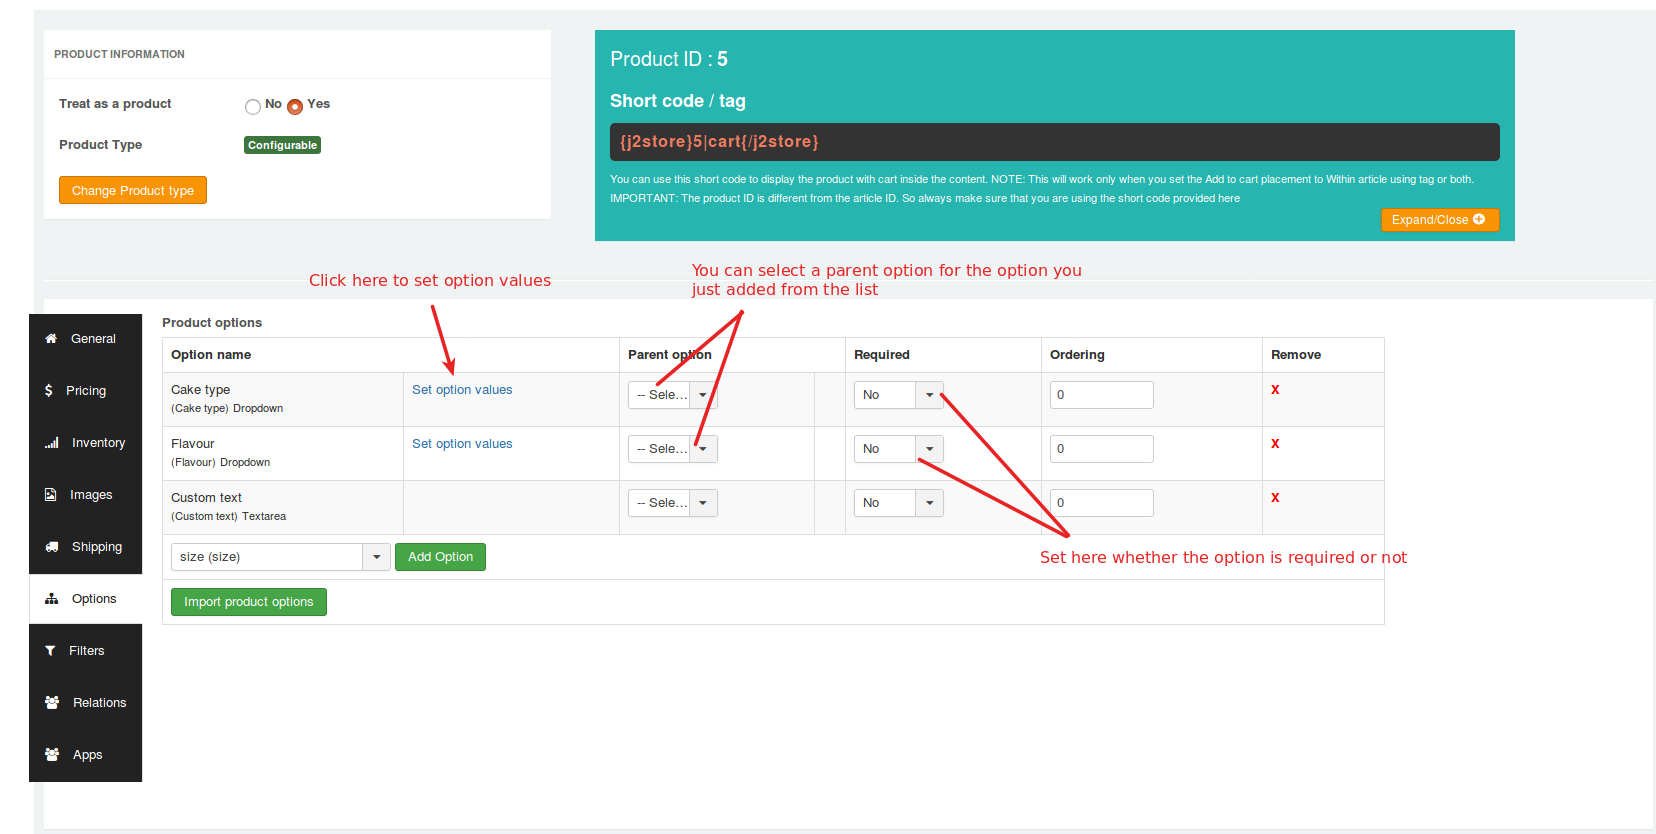 PRODUCT INFORMATION
Treat as a product No Yes
Product Type Configurable
Change Product type
Product ID : 5
Short code / tag
{j2store}5|cart{/j2store}
You can use this short code to display the product with cart inside the content. NOTE: This will work only when you set the Add to cart placement to Within article using tag or both.
IMPORTANT: The product ID is different from the article ID. So always make sure that you are using the short code provided here
Expand/Close
Click here to set option values
You can select a parent option for the option you
just added from the list
General
Pricing
Inventory
Images
Shipping
Options
Filters
Relations
Apps
Product options
Option name Parent option Required Ordering Remove
Cake type Set option values -- Sele... No 0 X
(Cake type) Dropdown
Flavour Set option values -- Sele... No 0 X
(Flavour) Dropdown
Custom text -- Sele... No 0 X
(Custom text) Textarea
size (size) Add Option
Set here whether the option is required or not
Import product options